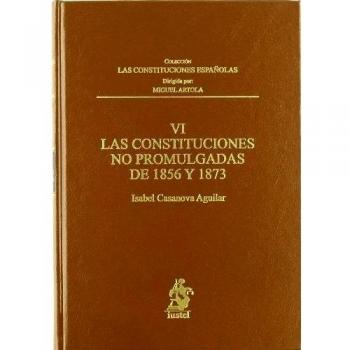 COLECCIÓN
LAS CONSTITUCIONES ESPAÑOLAS
Dirigida por:
MIGUEL ARTOLA
VI
LAS CONSTITUCIONES
NO PROMULGADAS
DE 1856 Y 1873
Isabel Casanova Aguilar
iustel